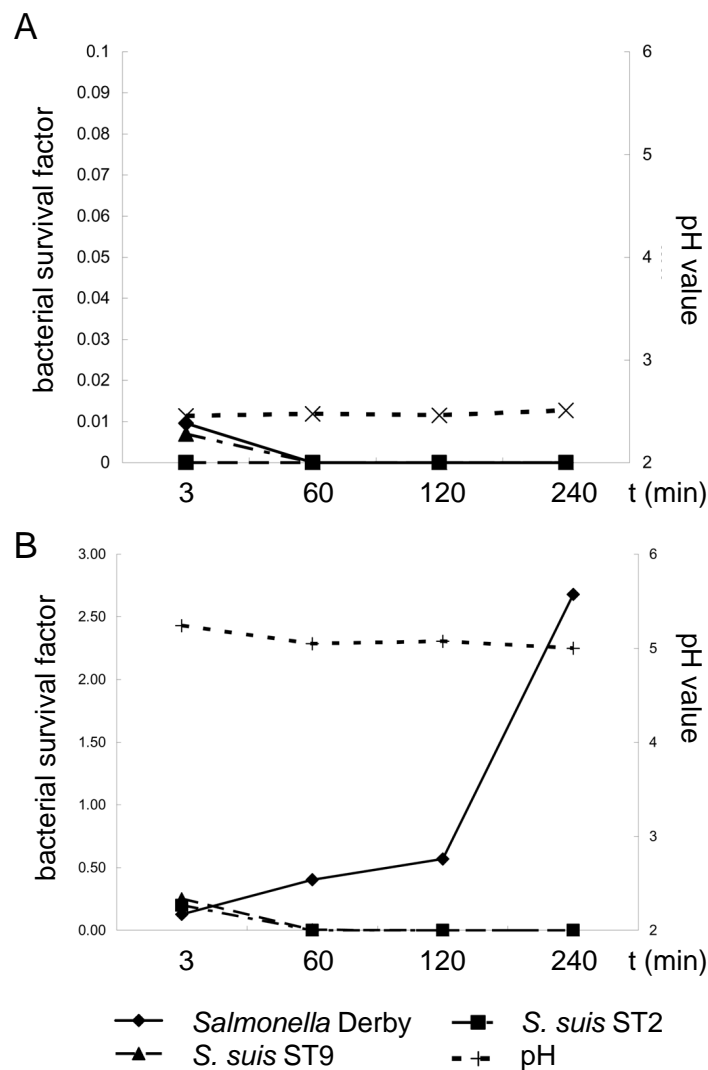 A
bacterial survival factor
0.1
0.09
0.08
0.07
0.06
0.05
0.04
0.03
0.02
0.01
0
6
5
4
3
2
pH value
3 60 120 240 t (min)
B
bacterial survival factor
3.00
2.50
2.00
1.50
1.00
0.50
0.00
6
5
4
3
2
pH value
3 60 120 240 t (min)
Salmonella Derby
S. suis ST2
S. suis ST9
pH